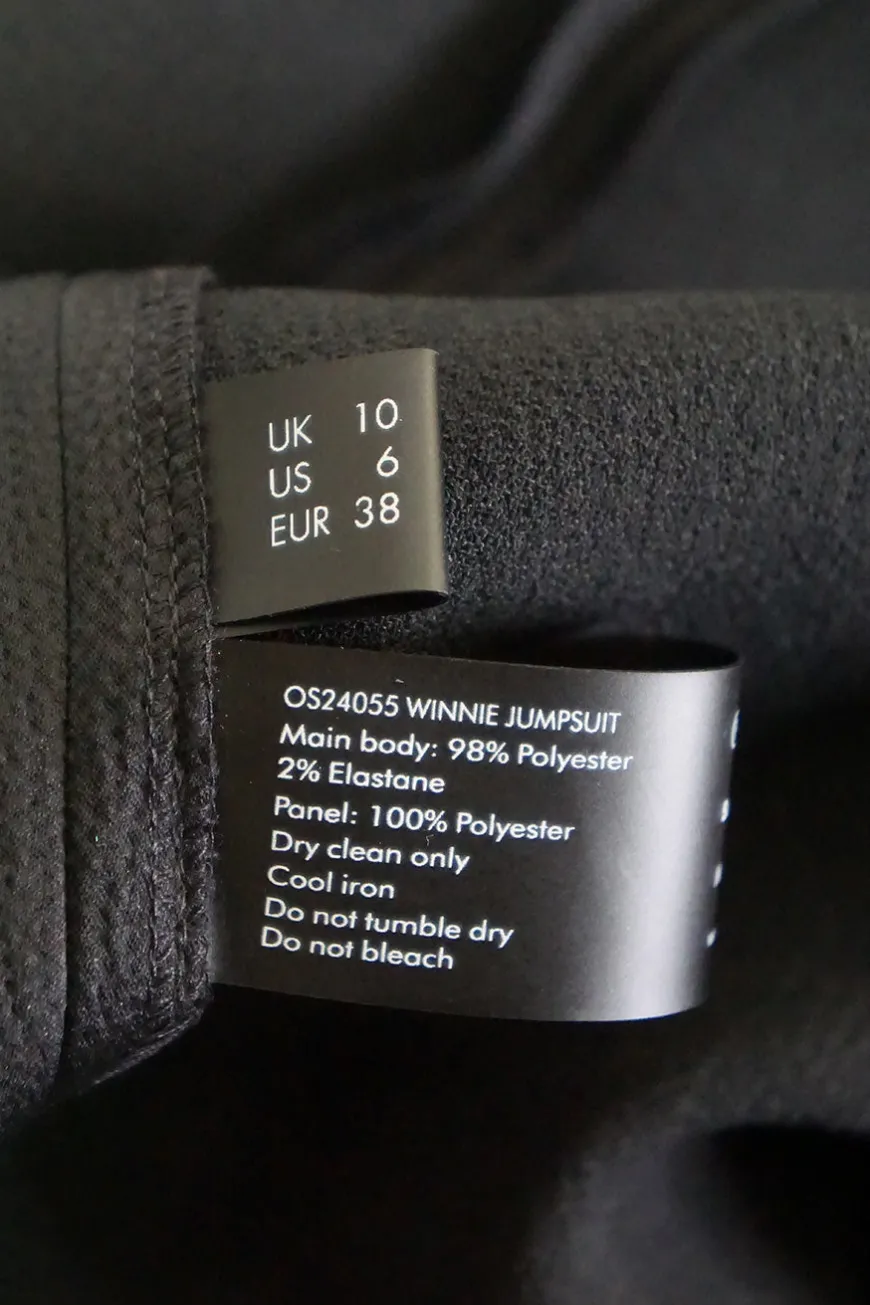 UK 10
US 6
EUR 38
OS24055 WINNIE JUMPSUIT
Main body: 98% Polyester
2% Elastane
Panel: 100% Polyester
Dry clean only
Cool iron
Do not tumble dry
Do not bleach